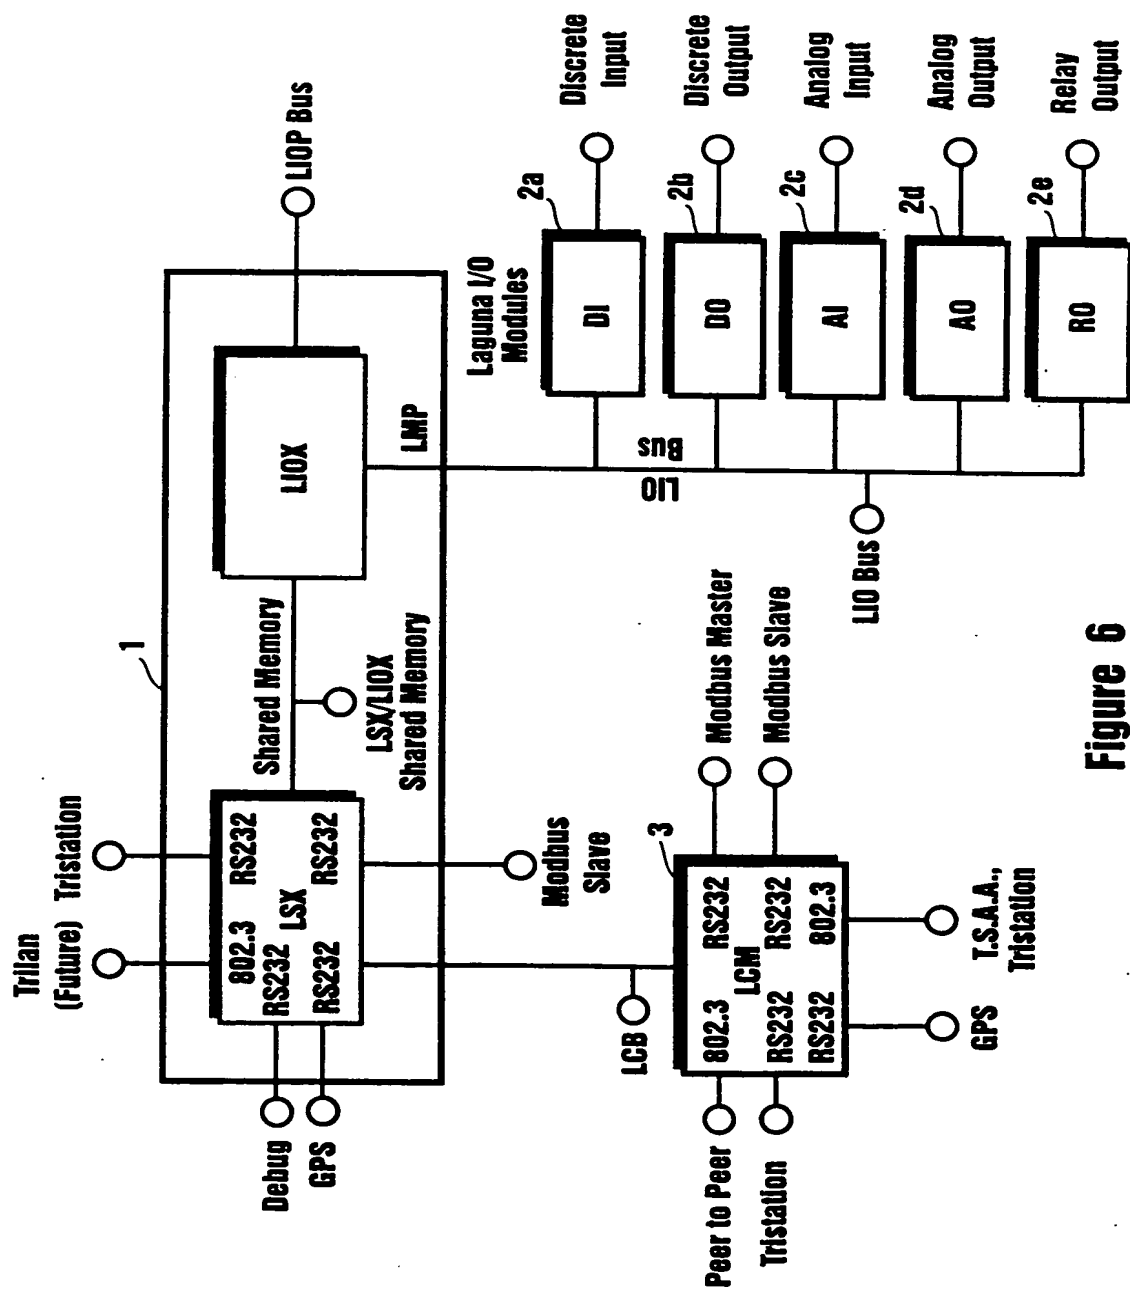 Trilan
(Future)
Tristation
1
Debug
GPS
802.3
RS232
RS232
LSX
RS232
RS232
Shared Memory
LSX/LIOX
Shared Memory
LIOX
LIOP Bus
LMP
Modbus
Slave
LCB
LIO
Bus
LIO Bus
Laguna I/O
Modules
DI
2a
Discrete
Input
DO
2b
Discrete
Output
AI
2c
Analog
Input
AO
2d
Analog
Output
RO
2e
Relay
Output
3
Peer to Peer
Tristation
802.3
RS232
RS232
LCM
RS232
RS232
802.3
Modbus Master
Modbus Slave
GPS
T.S.A.A.,
Tristation
Figure 6